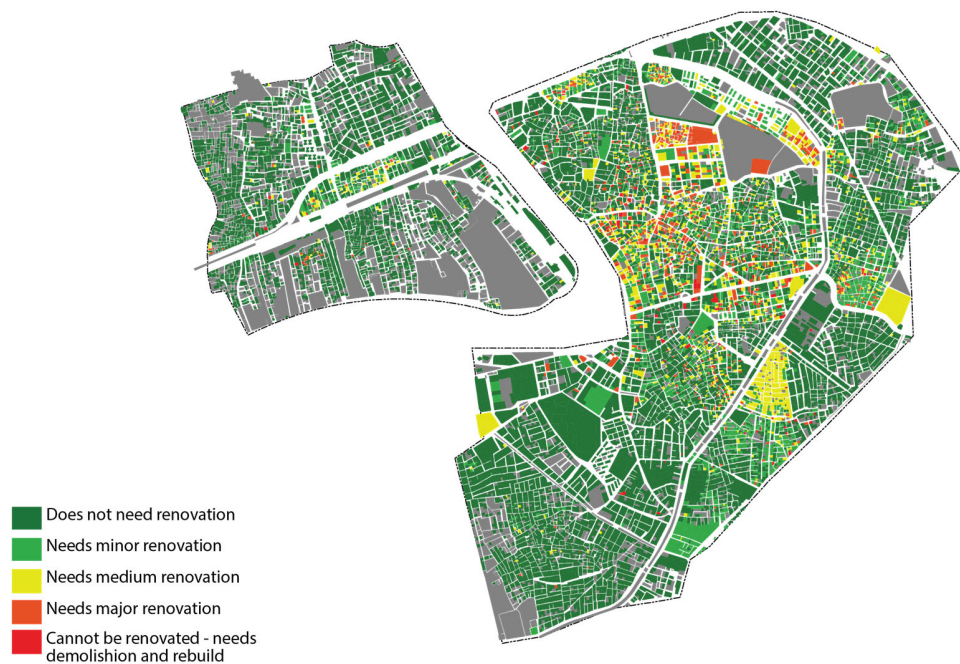 Does not need renovation
Needs minor renovation
Needs medium renovation
Needs major renovation
Cannot be renovated - needs
demolishion and rebuild